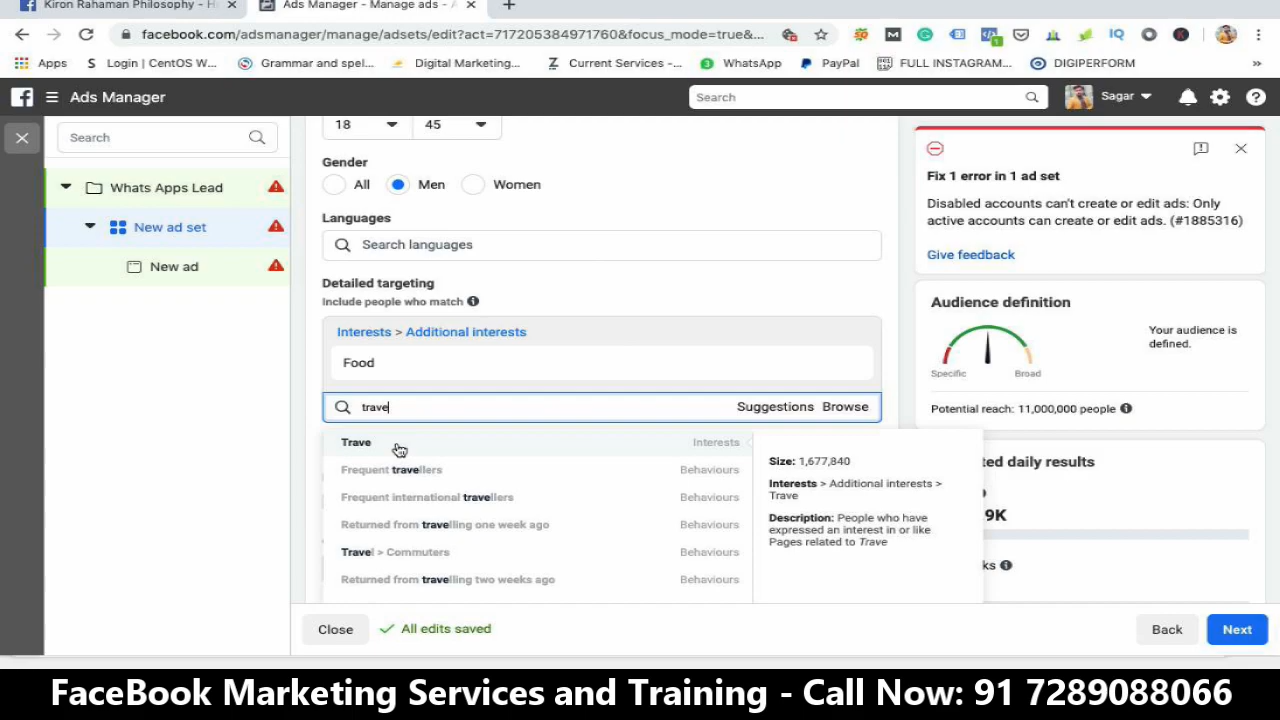 Kiron Rahaman Philosophy - H
Ads Manager - Manage ads - A
facebook.com/adsmanager/manage/adsets/edit?act=717205384971760&focus_mode=true&...
Apps
Login | CentOS W...
Grammar and spel...
Digital Marketing...
Current Services -...
WhatsApp
PayPal
FULL INSTAGRAM...
DIGIPERFORM
Ads Manager
Search
Sagar
Search
Whats Apps Lead
New ad set
New ad
18
45
Gender
All
Men
Women
Languages
Search languages
Detailed targeting
Include people who match
Interests > Additional interests
Food
trave
Suggestions Browse
Trave
Interests
Frequent travellers
Behaviours
Frequent international travellers
Behaviours
Returned from travelling one week ago
Behaviours
Travel > Commuters
Behaviours
Returned from travelling two weeks ago
Behaviours
Size: 1,677,840
Interests > Additional interests >
Trave
Description: People who have
expressed an interest in or like
Pages related to Trave
Close
All edits saved
Back
Next
Fix 1 error in 1 ad set
Disabled accounts can't create or edit ads: Only
active accounts can create or edit ads. (#1885316)
Give feedback
Audience definition
Your audience is
defined.
Specific
Broad
Potential reach: 11,000,000 people
ted daily results
9K
ks
FaceBook Marketing Services and Training - Call Now: 91 7289088066